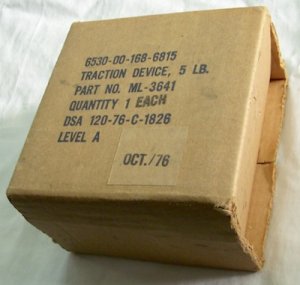 6530-00-168-6815
TRACTION DEVICE, 5 LB.
PART NO. ML-3641
QUANTITY 1 EACH
DSA 120-76-C-1826
LEVEL A
OCT./76